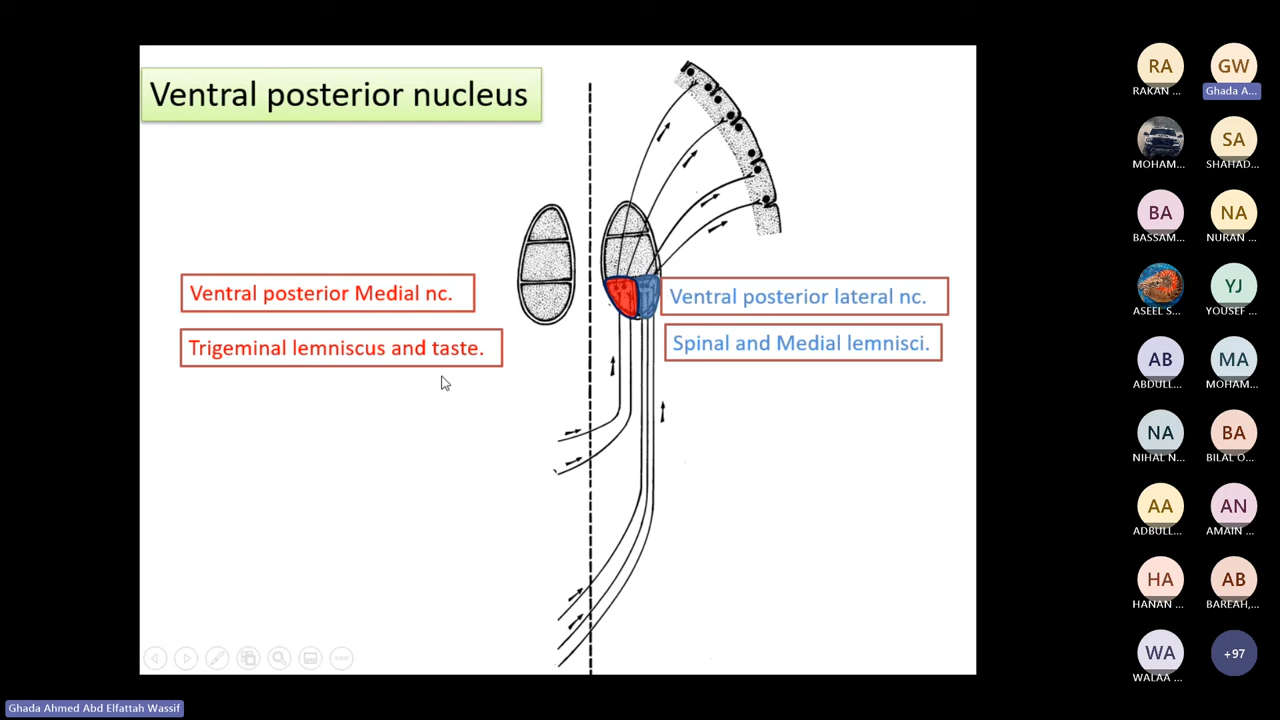 Ventral posterior nucleus
Ventral posterior Medial nc.
Trigeminal lemniscus and taste.
Ventral posterior lateral nc.
Spinal and Medial lemnisci.
RA
RAKAN ...
GW
Ghada A...
MOHAM...
SA
SHAHAD...
BA
BASSAM...
NA
NURAN ...
ASEEL S...
YJ
YOUSEF ...
AB
ABDULL...
MA
MOHAM...
NA
NIHAL N...
BA
BILAL O...
AA
ADBULL...
AN
AMAIN ...
HA
HANAN ...
AB
BAREAH,...
WA
WALAA ...
+97
Ghada Ahmed Abd Elfattah Wassif